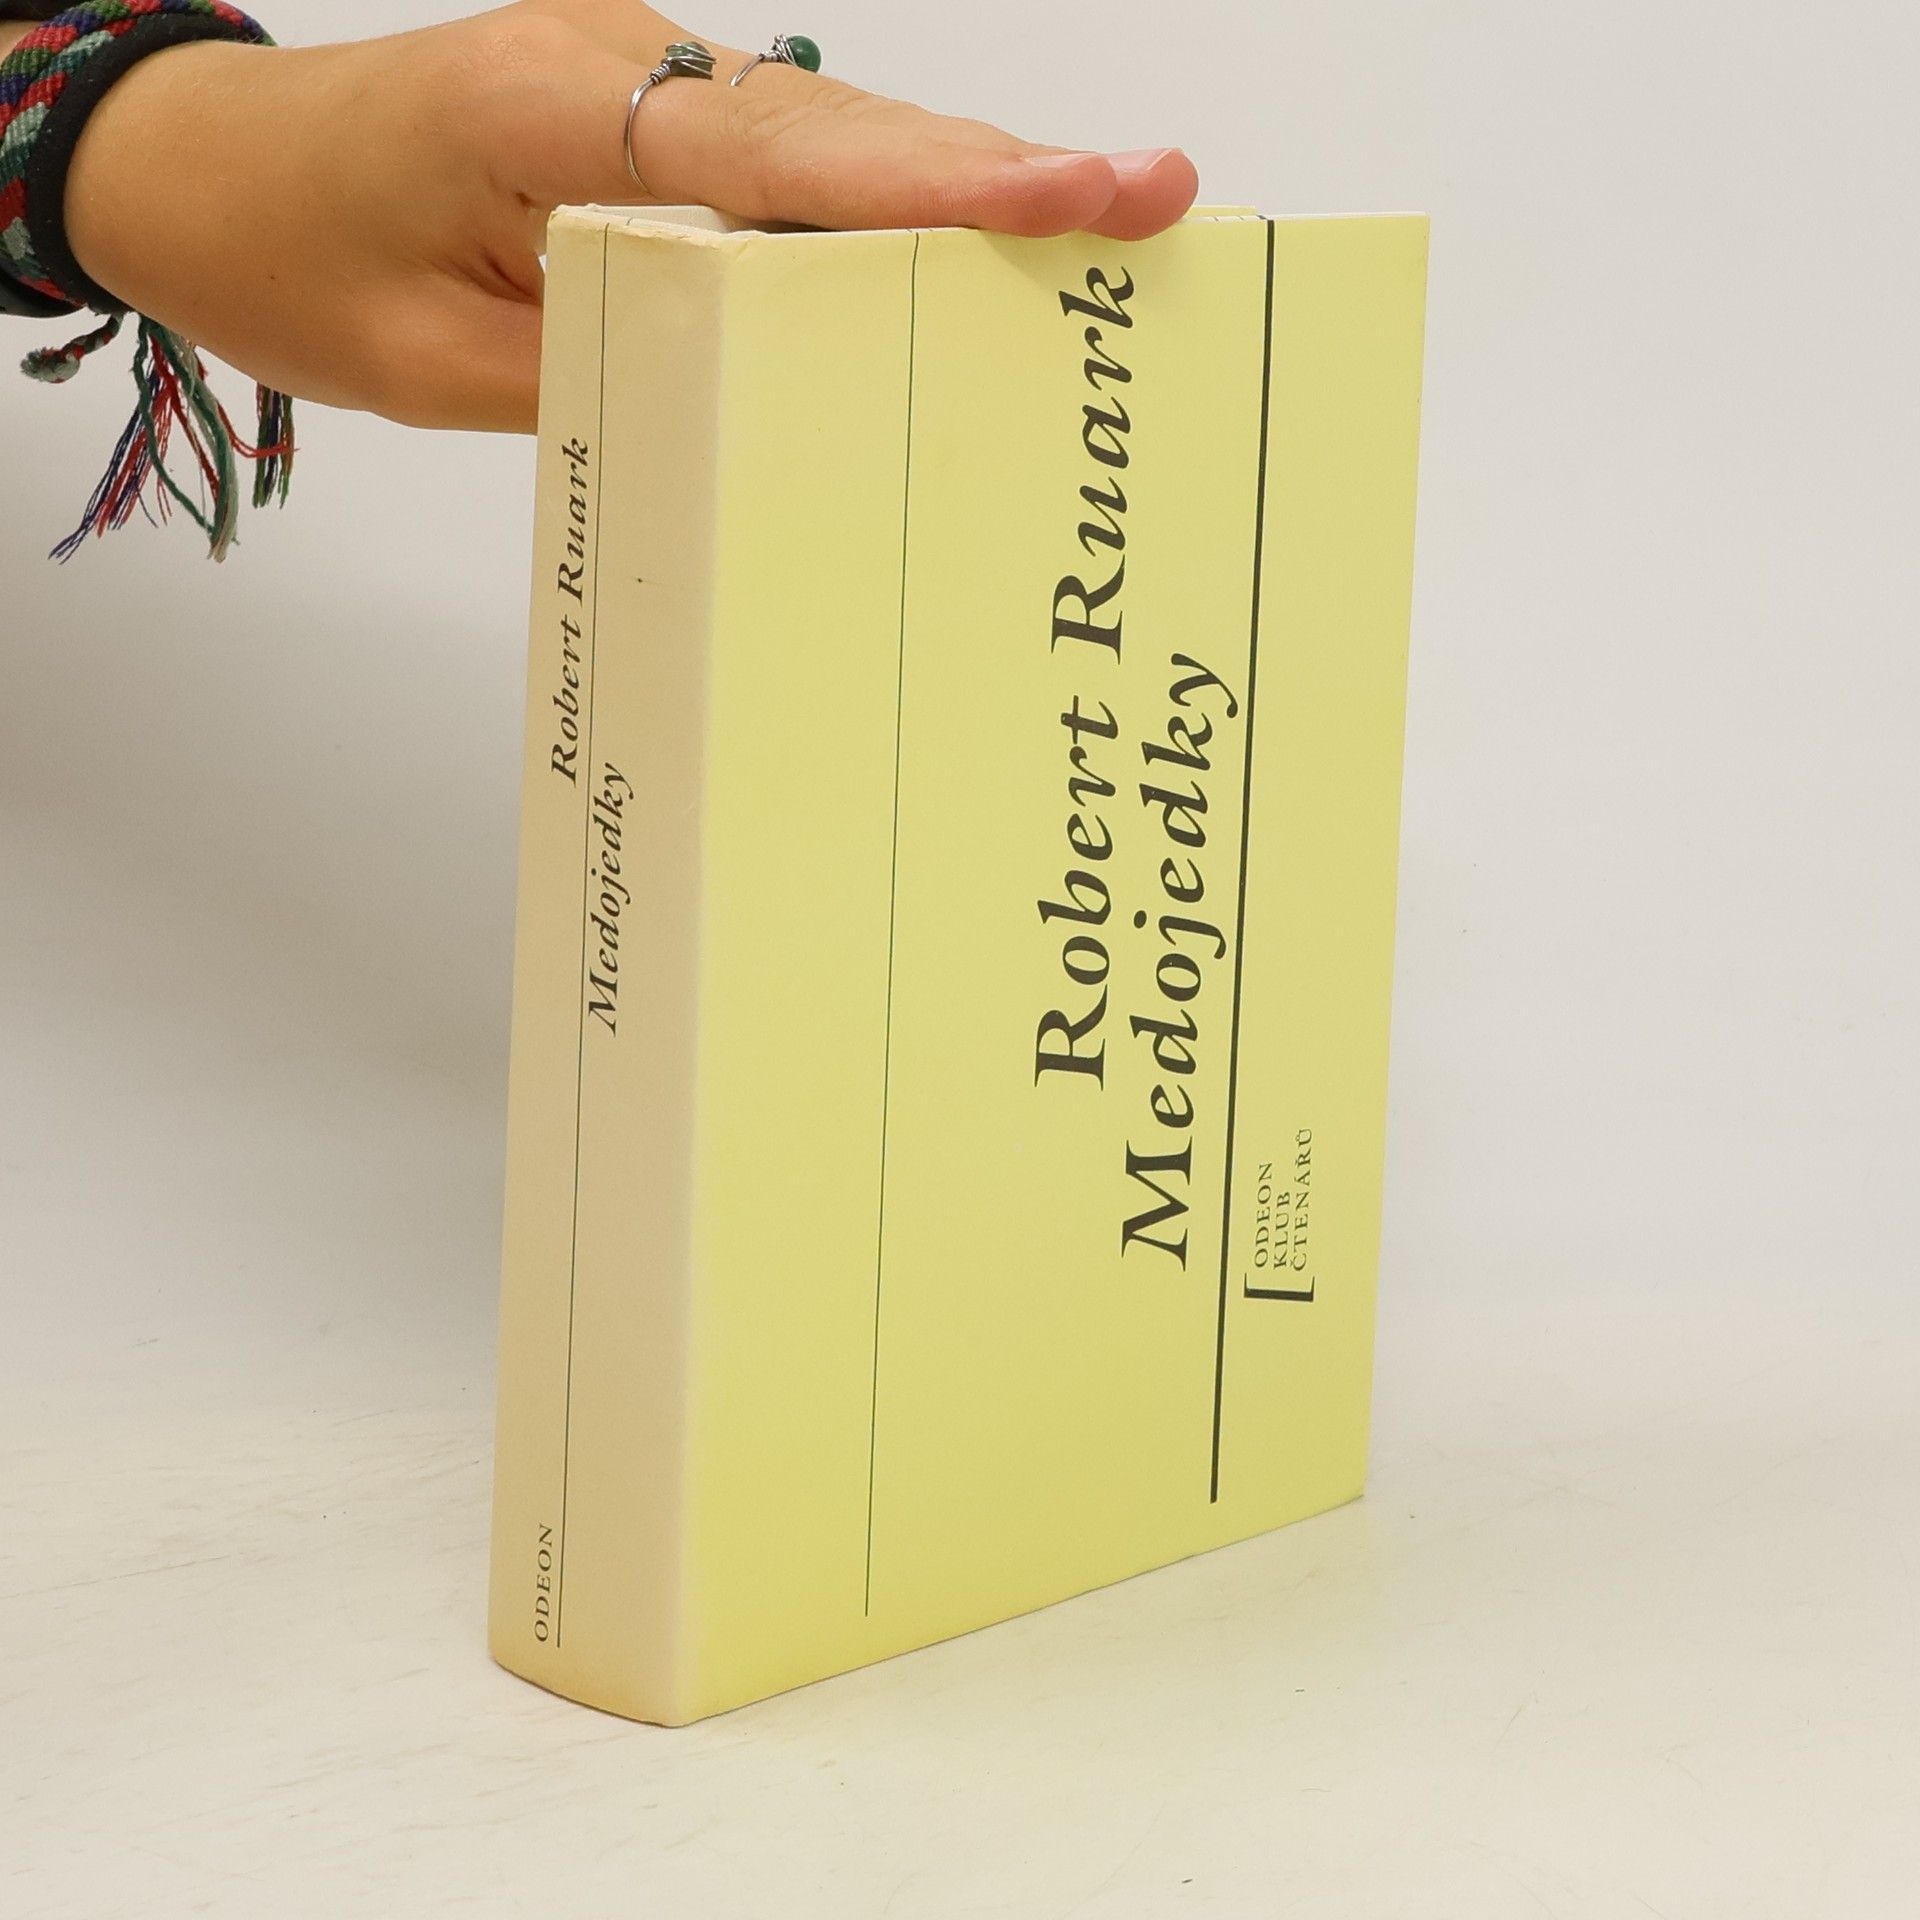 Robert Ruark
Medojedky
ODEON
Robert Ruark
Medojedky
ODEON
KLUB
ČTENÁŘŮ